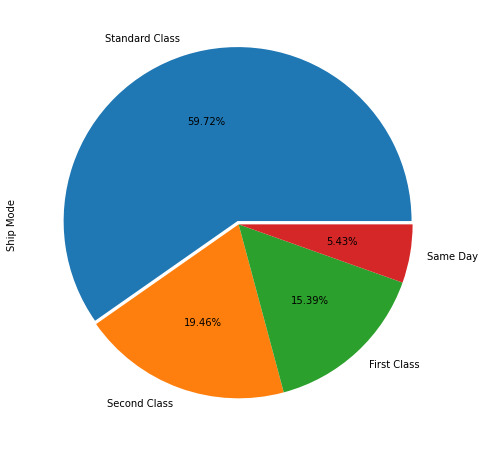 Standard Class
59.72%
Ship Mode
5.43%
Same Day
15.39%
19.46%
First Class
Second Class